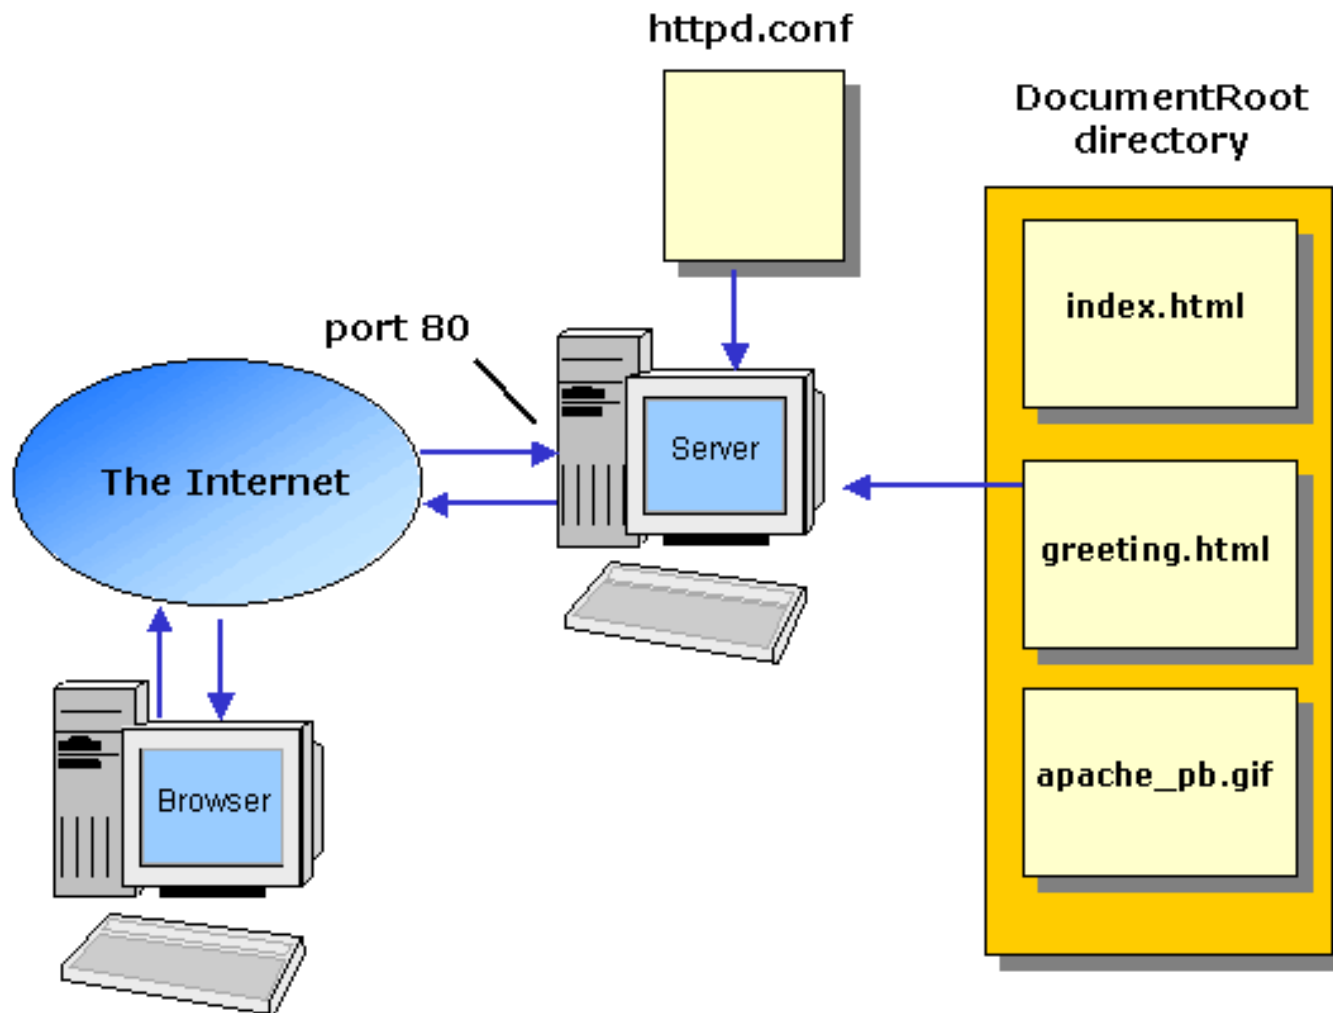 httpd.conf
DocumentRoot
directory
index.html
port 80
Server
The Internet
greeting.html
apache_pb.gif
Browser